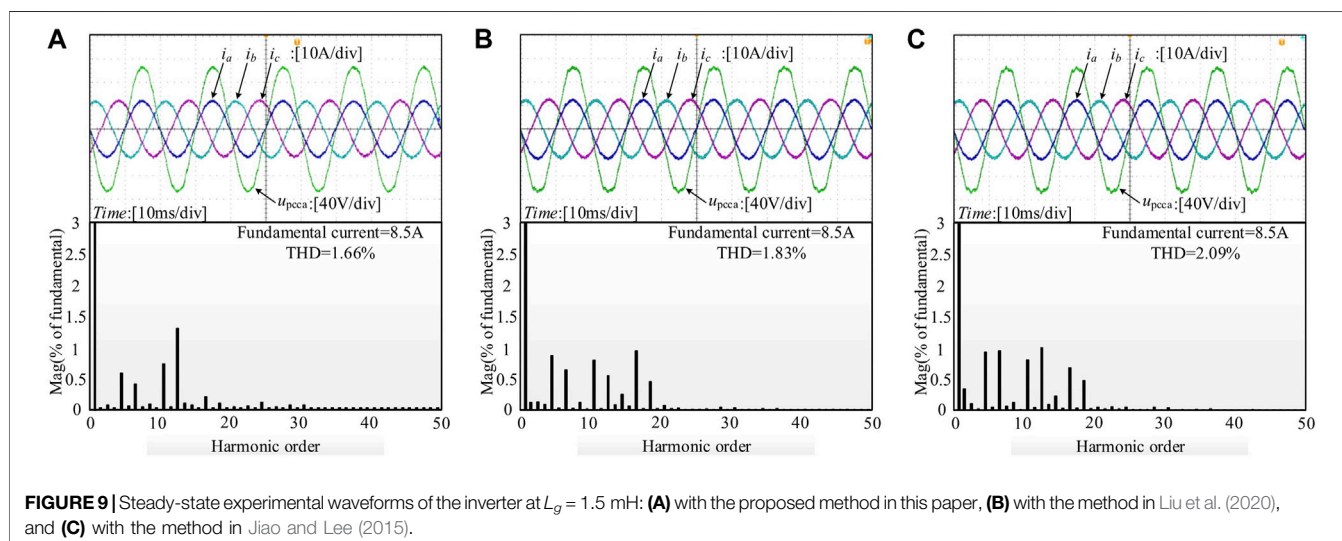 A
i_a i_b i_c :[10A/div]
u_pcca:[40V/div]
Time:[10ms/div]
3
2.5
2
1.5
1
0.5
0
Mag(% of fundamental)
Fundamental current=8.5A
THD=1.66%
0 10 20 30 40 50
Harmonic order
B
i_a i_b i_c :[10A/div]
u_pcca:[40V/div]
Time:[10ms/div]
3
2.5
2
1.5
1
0.5
0
Mag(% of fundamental)
Fundamental current=8.5A
THD=1.83%
0 10 20 30 40 50
Harmonic order
C
i_a i_b i_c :[10A/div]
u_pcca:[40V/div]
Time:[10ms/div]
3
2.5
2
1.5
1
0.5
0
Mag(% of fundamental)
Fundamental current=8.5A
THD=2.09%
0 10 20 30 40 50
Harmonic order
FIGURE 9 | Steady-state experimental waveforms of the inverter at L_g = 1.5 mH: (A) with the proposed method in this paper, (B) with the method in Liu et al. (2020),
and (C) with the method in Jiao and Lee (2015).